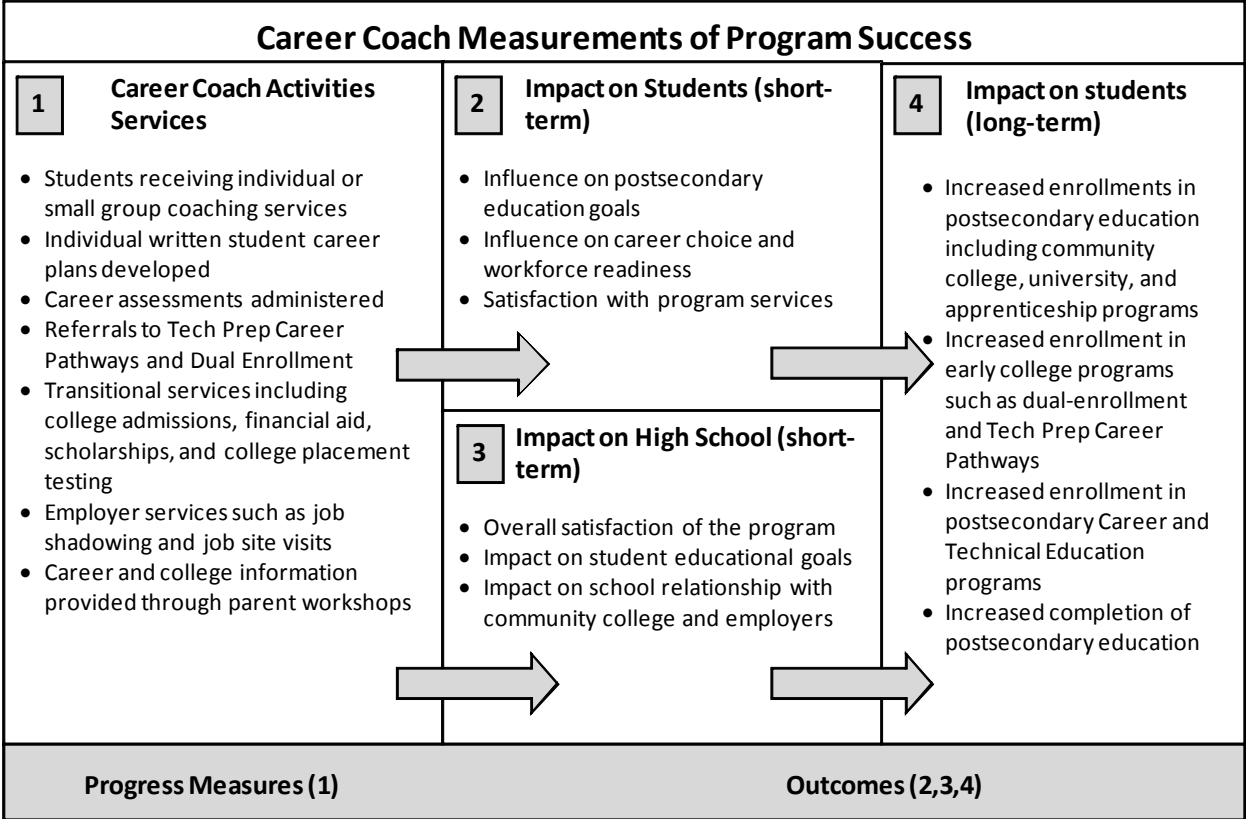 Career Coach Measurements of Program Success
1
Career Coach Activities
Services
• Students receiving individual or
small group coaching services
• Individual written student career
plans developed
• Career assessments administered
• Referrals to Tech Prep Career
Pathways and Dual Enrollment
• Transitional services including
college admissions, financial aid,
scholarships, and college placement
testing
• Employer services such as job
shadowing and job site visits
• Career and college information
provided through parent workshops
2
Impact on Students (short-
term)
• Influence on postsecondary
education goals
• Influence on career choice and
workforce readiness
• Satisfaction with program services
3
Impact on High School (short-
term)
• Overall satisfaction of the program
• Impact on student educational goals
• Impact on school relationship with
community college and employers
4
Impact on students
(long-term)
• Increased enrollments in
postsecondary education
including community
college, university, and
apprenticeship programs
• Increased enrollment in
early college programs
such as dual-enrollment
and Tech Prep Career
Pathways
• Increased enrollment in
postsecondary Career and
Technical Education
programs
• Increased completion of
postsecondary education
Progress Measures (1)
Outcomes (2,3,4)